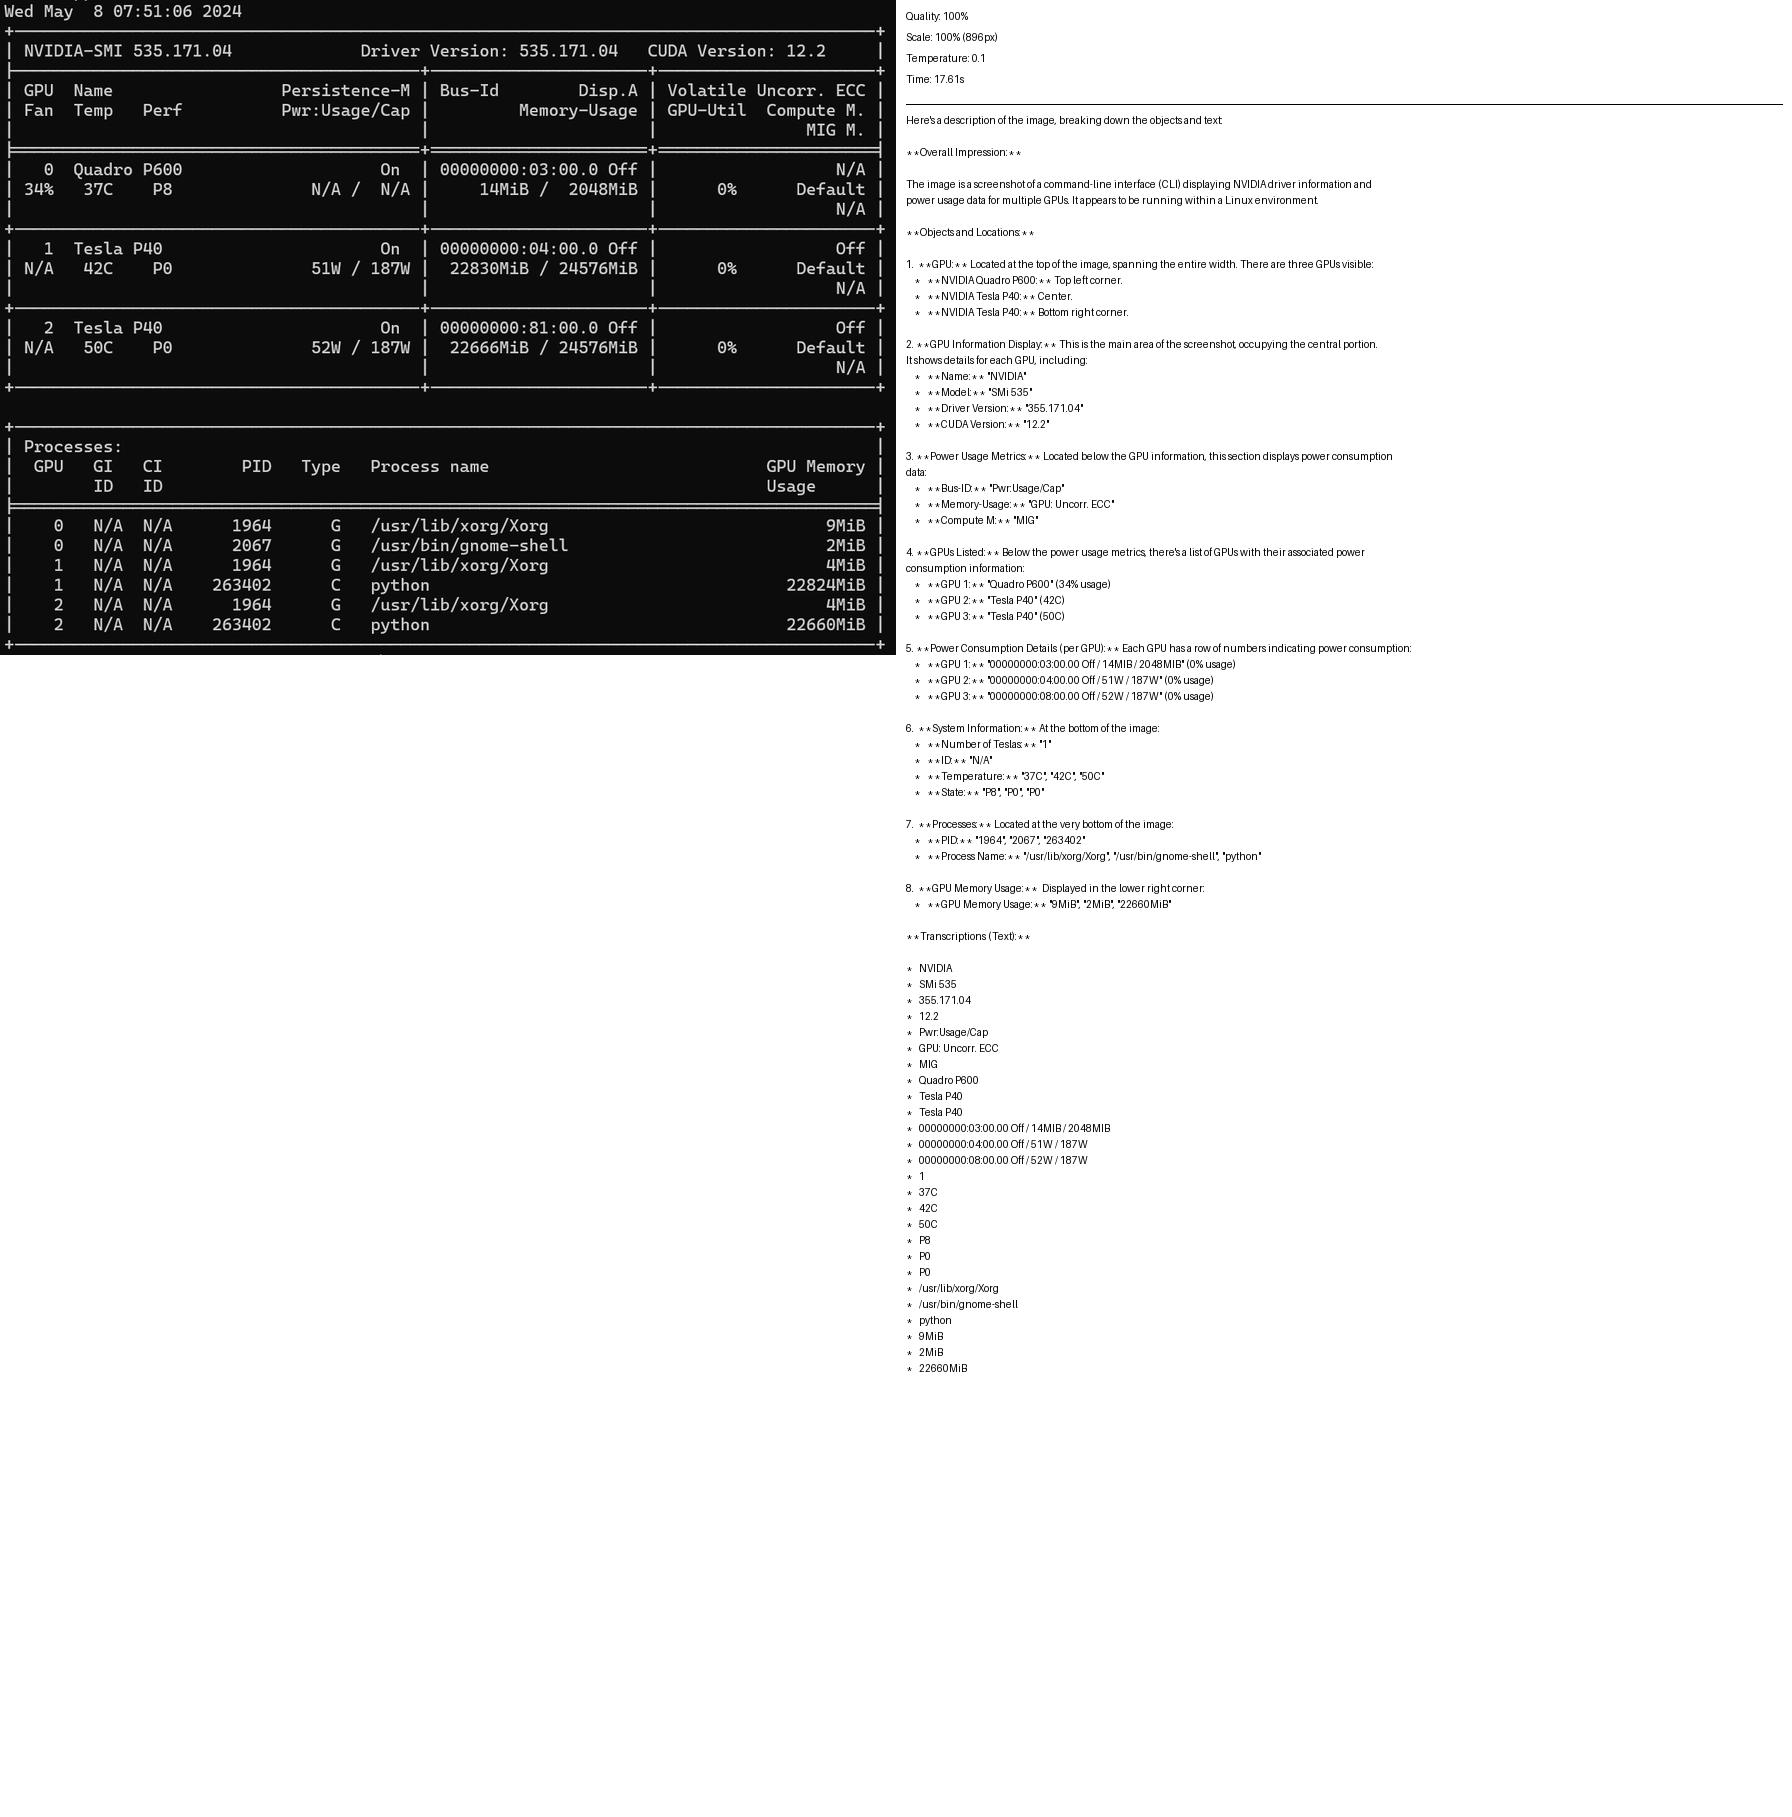 Wed May  8 07:51:06 2024
NVIDIA-SMI 535.171.04 Driver Version: 535.171.04 CUDA Version: 12.2
GPU Name Persistence-M | Bus-Id Disp.A | Volatile Uncorr. ECC
Fan Temp Perf Pwr:Usage/Cap | Memory-Usage | GPU-Util Compute M.
MIG M.
0 Quadro P600 On | 00000000:03:00.0 Off | N/A
34% 37C P8 N/A / N/A | 14MiB / 2048MiB | 0% Default
N/A
1 Tesla P40 On | 00000000:04:00.0 Off | Off
N/A 42C P0 51W / 187W | 22830MiB / 24576MiB | 0% Default
N/A
2 Tesla P40 On | 00000000:81:00.0 Off | Off
N/A 50C P0 52W / 187W | 22666MiB / 24576MiB | 0% Default
N/A
Processes:
GPU GI CI PID Type Process name GPU Memory
ID ID Usage
0 N/A N/A 1964 G /usr/lib/xorg/Xorg 9MiB
0 N/A N/A 2067 G /usr/bin/gnome-shell 2MiB
1 N/A N/A 1964 G /usr/lib/xorg/Xorg 4MiB
1 N/A N/A 263402 C python 22824MiB
2 N/A N/A 1964 G /usr/lib/xorg/Xorg 4MiB
2 N/A N/A 263402 C python 22660MiB
Quality: 100%
Scale: 100% (896px)
Temperature: 0.1
Time: 17.61s
Here's a description of the image, breaking down the objects and text:
**Overall Impression:**
The image is a screenshot of a command-line interface (CLI) displaying NVIDIA driver information and
power usage data for multiple GPUs. It appears to be running within a Linux environment.
**Objects and Locations:**
1. **GPU:** Located at the top of the image, spanning the entire width. There are three GPUs visible:
* **NVIDIA Quadro P600:** Top left corner.
* **NVIDIA Tesla P40:** Center.
* **NVIDIA Tesla P40:** Bottom right corner.
2. **GPU Information Display:** This is the main area of the screenshot, occupying the central portion.
It shows details for each GPU, including:
* **Name:** "NVIDIA"
* **Model:** "SMi 535"
* **Driver Version:** "355.171.04"
* **CUDA Version:** "12.2"
3. **Power Usage Metrics:** Located below the GPU information, this section displays power consumption
data:
* **Bus-ID:** "Pwr:Usage/Cap"
* **Memory-Usage:** "GPU: Uncorr. ECC"
* **Compute M:** "MIG"
4. **GPUs Listed:** Below the power usage metrics, there's a list of GPUs with their associated power
consumption information:
* **GPU 1:** "Quadro P600" (34% usage)
* **GPU 2:** "Tesla P40" (42C)
* **GPU 3:** "Tesla P40" (50C)
5. **Power Consumption Details (per GPU):** Each GPU has a row of numbers indicating power consumption:
* **GPU 1:** "00000000:03:00.00 Off / 14MIB / 2048MIB" (0% usage)
* **GPU 2:** "00000000:04:00.00 Off / 51W / 187W" (0% usage)
* **GPU 3:** "00000000:08:00.00 Off / 52W / 187W" (0% usage)
6. **System Information:** At the bottom of the image:
* **Number of Teslas:** "1"
* **ID:** "N/A"
* **Temperature:** "37C", "42C", "50C"
* **State:** "P8", "P0", "P0"
7. **Processes:** Located at the very bottom of the image:
* **PID:** "1964", "2067", "263402"
* **Process Name:** "/usr/lib/xorg/Xorg", "/usr/bin/gnome-shell", "python"
8. **GPU Memory Usage:** Displayed in the lower right corner:
* **GPU Memory Usage:** "9MiB", "2MiB", "22660MiB"
**Transcriptions (Text):**
* NVIDIA
* SMi 535
* 355.171.04
* 12.2
* Pwr:Usage/Cap
* GPU: Uncorr. ECC
* MIG
* Quadro P600
* Tesla P40
* Tesla P40
* 00000000:03:00.00 Off / 14MIB / 2048MIB
* 00000000:04:00.00 Off / 51W / 187W
* 00000000:08:00.00 Off / 52W / 187W
* 1
* 37C
* 42C
* 50C
* P8
* P0
* P0
* /usr/lib/xorg/Xorg
* /usr/bin/gnome-shell
* python
* 9MiB
* 2MiB
* 22660MiB